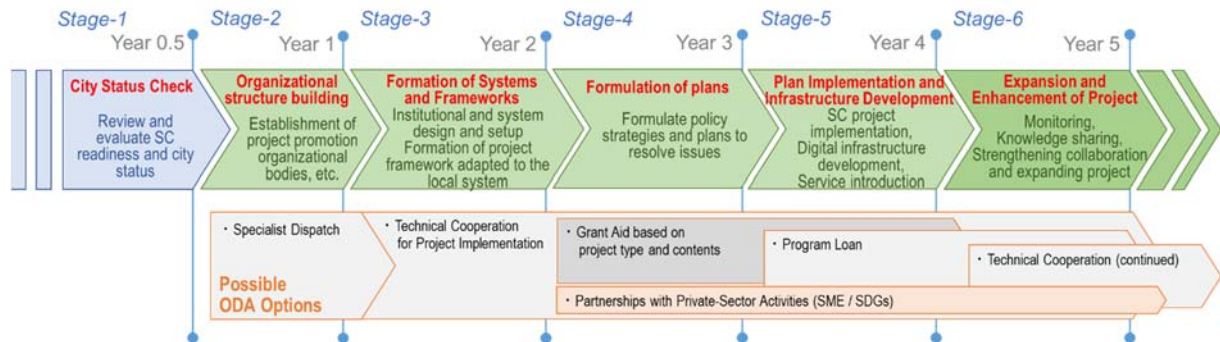 Stage-1
Stage-2
Stage-3
Stage-4
Stage-5
Stage-6
Year 0.5
Year 1
Year 2
Year 3
Year 4
Year 5
City Status Check
Review and
evaluate SC
readiness and city
status
Organizational
structure building
Establishment of
project promotion
organizational
bodies, etc.
Formation of Systems
and Frameworks
Institutional and system
design and setup
Formation of project
framework adapted to the
local system
Formulation of plans
Formulate policy
strategies and plans to
resolve issues
Plan Implementation and
Infrastructure Development
SC project
implementation,
Digital infrastructure
development,
Service introduction
Expansion and
Enhancement of Project
Monitoring,
Knowledge sharing,
Strengthening collaboration
and expanding project
・Specialist Dispatch
・Technical Cooperation
for Project Implementation
・Grant Aid based on
project type and contents
・Program Loan
・Technical Cooperation (continued)
Possible
ODA Options
・Partnerships with Private-Sector Activities (SME / SDGs)